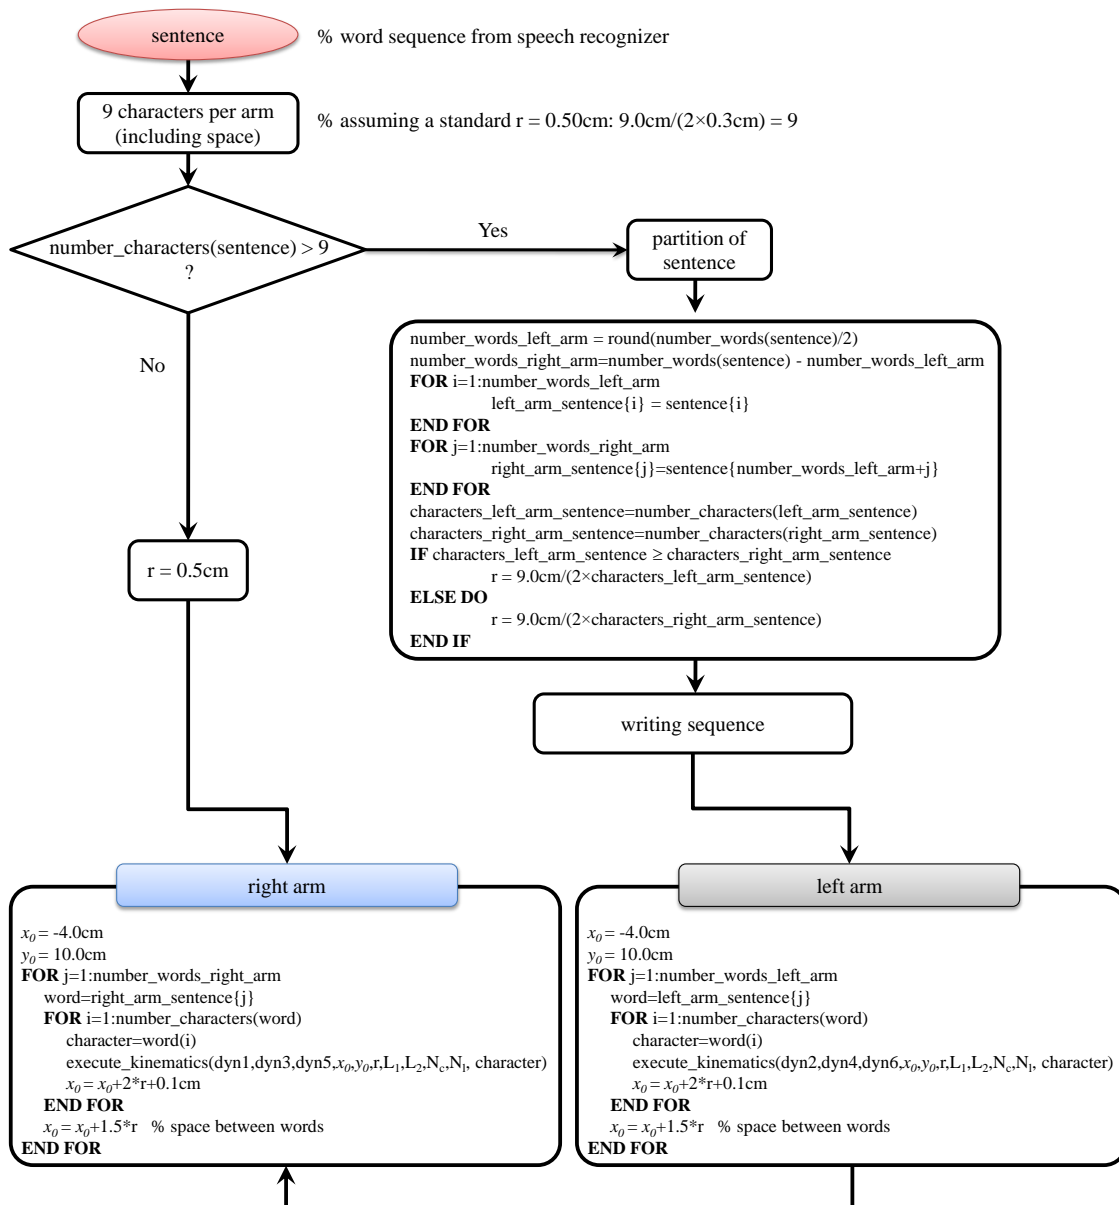 sentence
% word sequence from speech recognizer
9 characters per arm
(including space)
% assuming a standard r = 0.50cm: 9.0cm/(2×0.3cm) = 9
number_characters(sentence) > 9
?
Yes
partition of
sentence
No
number_words_left_arm = round(number_words(sentence)/2)
number_words_right_arm=number_words(sentence) - number_words_left_arm
FOR i=1:number_words_left_arm
left_arm_sentence{i} = sentence{i}
END FOR
FOR j=1:number_words_right_arm
right_arm_sentence{j}=sentence{number_words_left_arm+j}
END FOR
characters_left_arm_sentence=number_characters(left_arm_sentence)
characters_right_arm_sentence=number_characters(right_arm_sentence)
IF characters_left_arm_sentence ≥ characters_right_arm_sentence
r = 9.0cm/(2×characters_left_arm_sentence)
ELSE DO
r = 9.0cm/(2×characters_right_arm_sentence)
END IF
r = 0.5cm
writing sequence
right arm
x₀ = -4.0cm
y₀ = 10.0cm
FOR j=1:number_words_right_arm
word=right_arm_sentence{j}
FOR i=1:number_characters(word)
character=word(i)
execute_kinematics(dyn1,dyn3,dyn5,x₀,y₀,r,L₁,L₂,N_c,N_l, character)
x₀ = x₀+2*r+0.1cm
END FOR
x₀ = x₀+1.5*r % space between words
END FOR
left arm
x₀ = -4.0cm
y₀ = 10.0cm
FOR j=1:number_words_left_arm
word=left_arm_sentence{j}
FOR i=1:number_characters(word)
character=word(i)
execute_kinematics(dyn2,dyn4,dyn6,x₀,y₀,r,L₁,L₂,N_c,N_l, character)
x₀ = x₀+2*r+0.1cm
END FOR
x₀ = x₀+1.5*r % space between words
END FOR